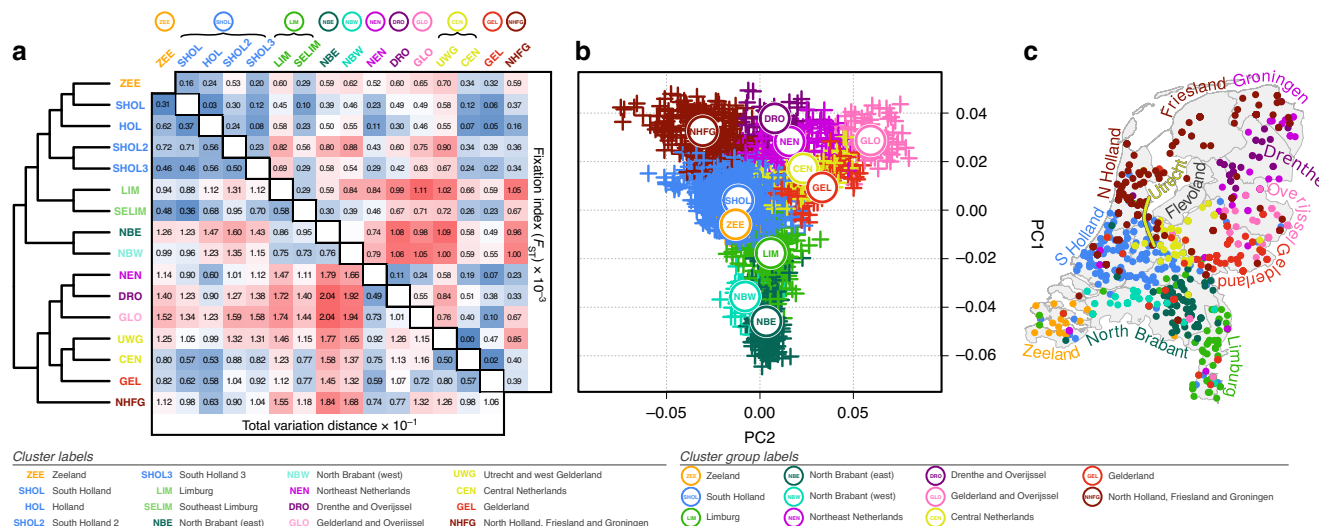 a
ZEE SHOL LIM NBE NBW NEN DRO GLO CEN GEL NHFG
ZEE SHOL HOL SHOL2 SHOL3 LIM SELIM NBE NBW NEN DRO GLO UWG CEN GEL NHFG
ZEE 0.16 0.24 0.53 0.20 0.60 0.29 0.59 0.62 0.52 0.60 0.65 0.70 0.34 0.32 0.59
SHOL 0.31 0.03 0.30 0.12 0.45 0.10 0.39 0.46 0.23 0.49 0.49 0.58 0.12 0.06 0.37
HOL 0.62 0.37 0.24 0.08 0.58 0.23 0.50 0.55 0.11 0.30 0.46 0.55 0.07 0.05 0.16
SHOL2 0.72 0.71 0.56 0.23 0.82 0.56 0.80 0.88 0.44 0.60 0.75 0.90 0.34 0.39 0.36
SHOL3 0.46 0.46 0.56 0.46 0.69 0.29 0.58 0.64 0.34 0.54 0.56 0.69 0.21 0.19 0.38
LIM 0.94 0.88 1.12 1.31 1.12 0.29 0.59 0.84 0.84 0.99 1.11 1.02 0.66 0.59 1.05
SELIM 0.48 0.36 0.68 0.95 0.70 0.58 0.30 0.39 0.46 0.67 0.71 0.72 0.26 0.23 0.67
NBE 1.26 1.23 1.47 1.60 1.43 0.86 0.95 0.74 1.08 0.98 1.09 0.58 0.49 0.96
NBW 0.99 0.96 1.23 1.35 1.15 0.75 0.73 0.76 0.79 1.06 1.05 1.00 0.59 0.55 1.00
NEN 1.14 0.90 0.60 1.01 1.12 1.47 1.11 1.79 1.66 0.11 0.24 0.58 0.19 0.07 0.23
DRO 1.40 1.23 0.90 1.27 1.38 1.72 1.40 2.04 1.92 0.49 0.55 0.84 0.51 0.38 0.33
GLO 1.52 1.34 1.23 1.59 1.58 1.74 1.44 2.04 1.94 0.73 1.01 0.76 0.40 0.10 0.67
UWG 1.25 1.05 0.99 1.32 1.31 1.46 1.15 1.77 1.65 0.92 1.26 1.15 0.00 0.47 0.85
CEN 0.80 0.57 0.53 0.88 0.82 1.23 0.77 1.58 1.37 0.75 1.16 1.13 0.50 0.02 0.40
GEL 0.82 0.62 0.58 1.04 0.92 1.12 0.77 1.45 1.32 0.59 1.07 0.72 0.80 0.57 0.39
NHFG 1.12 0.98 0.63 0.90 1.04 1.55 1.18 1.84 1.68 0.74 0.77 1.32 1.26 0.98 1.06
Fixation index (FST) × 10−3
Total variation distance × 10−1
b
NHFG
DRO
NEN
GLO
CEN
GEL
SHOL
ZEE
LIM
NBW
NBE
0.04
0.02
0.00
−0.02
−0.04
−0.06
PC1
−0.05 0.00 0.05
PC2
c
Friesland
Groningen
N Holland
Drenthe
Utrecht
Flevoland
Overijssel
S Holland
Gelderland
Zeeland
North Brabant
Limburg
Cluster labels
ZEE Zeeland
SHOL South Holland
HOL Holland
SHOL2 South Holland 2
SHOL3 South Holland 3
LIM Limburg
SELIM Southeast Limburg
NBE North Brabant (east)
NBW North Brabant (west)
NEN Northeast Netherlands
DRO Drenthe and Overijssel
GLO Gelderland and Overijssel
UWG Utrecht and west Gelderland
CEN Central Netherlands
GEL Gelderland
NHFG North Holland, Friesland and Groningen
Cluster group labels
ZEE Zeeland
SHOL South Holland
LIM Limburg
NBE North Brabant (east)
NBW North Brabant (west)
NEN Northeast Netherlands
DRO Drenthe and Overijssel
GLO Gelderland and Overijssel
CEN Central Netherlands
GEL Gelderland
NHFG North Holland, Friesland and Groningen